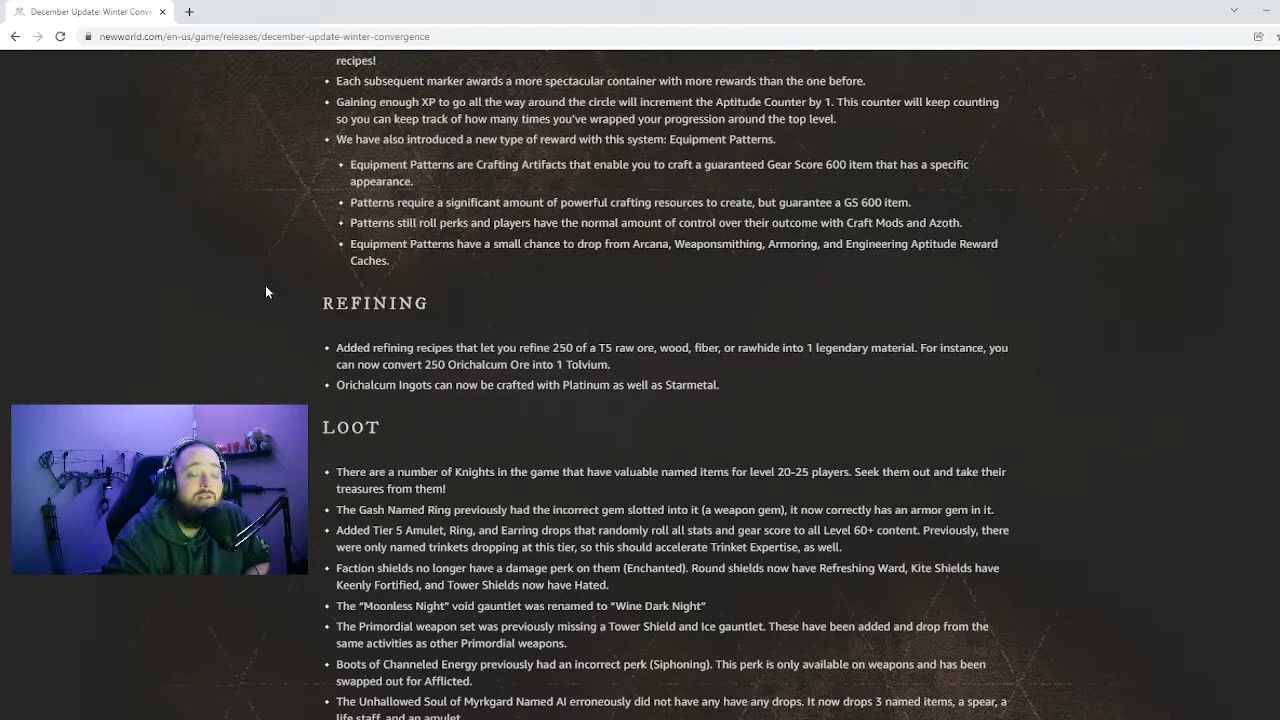 December Update: Winter Conv
newworld.com/en-us/game/releases/december-update-winter-convergence
recipes!
Each subsequent marker awards a more spectacular container with more rewards than the one before.
Gaining enough XP to go all the way around the circle will increment the Aptitude Counter by 1. This counter will keep counting
so you can keep track of how many times you've wrapped your progression around the top level.
We have also introduced a new type of reward with this system: Equipment Patterns.
Equipment Patterns are Crafting Artifacts that enable you to craft a guaranteed Gear Score 600 item that has a specific
appearance.
Patterns require a significant amount of powerful crafting resources to create, but guarantee a GS 600 item.
Patterns still roll perks and players have the normal amount of control over their outcome with Craft Mods and Azoth.
Equipment Patterns have a small chance to drop from Arcana, Weaponsmithing, Armoring, and Engineering Aptitude Reward
Caches.
REFINING
Added refining recipes that let you refine 250 of a T5 raw ore, wood, fiber, or rawhide into 1 legendary material. For instance, you
can now convert 250 Orichalcum Ore into 1 Tolvium.
Orichalcum Ingots can now be crafted with Platinum as well as Starmetal.
LOOT
There are a number of Knights in the game that have valuable named items for level 20-25 players. Seek them out and take their
treasures from them!
The Gash Named Ring previously had the incorrect gem slotted into it (a weapon gem), it now correctly has an armor gem in it.
Added Tier 5 Amulet, Ring, and Earring drops that randomly roll all stats and gear score to all Level 60+ content. Previously, there
were only named trinkets dropping at this tier, so this should accelerate Trinket Expertise, as well.
Faction shields no longer have a damage perk on them (Enchanted). Round shields now have Refreshing Ward, Kite Shields have
Keenly Fortified, and Tower Shields now have Hated.
The “Moonless Night” void gauntlet was renamed to “Wine Dark Night”
The Primordial weapon set was previously missing a Tower Shield and Ice gauntlet. These have been added and drop from the
same activities as other Primordial weapons.
Boots of Channeled Energy previously had an incorrect perk (Siphoning). This perk is only available on weapons and has been
swapped out for Afflicted.
The Unhallowed Soul of Myrkgard Named AI erroneously did not have any have any drops. It now drops 3 named items, a spear, a
life staff, and an amulet.